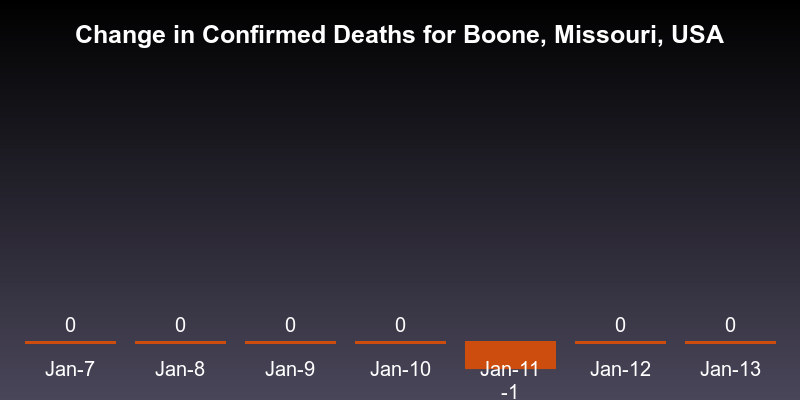 Change in Confirmed Deaths for Boone, Missouri, USA
0 0 0 0 0 0
Jan-7 Jan-8 Jan-9 Jan-10 Jan-11 Jan-12 Jan-13
-1